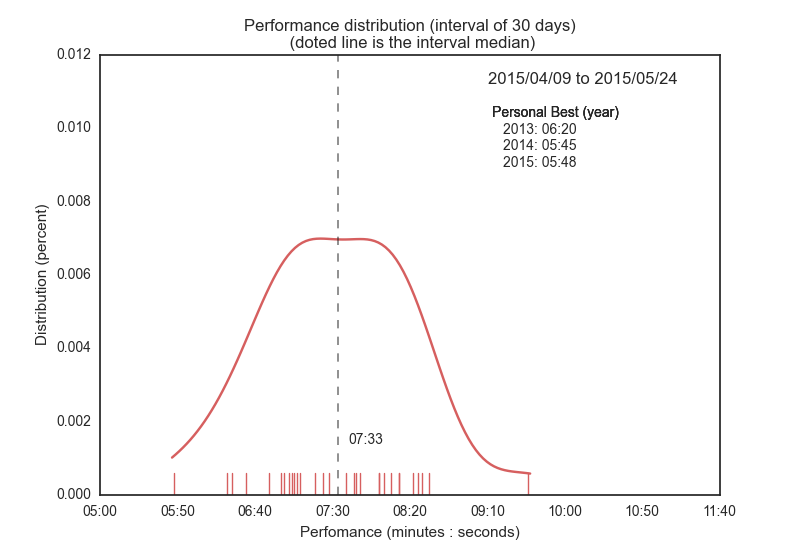 Performance distribution (interval of 30 days)
(doted line is the interval median)
0.012
0.010
0.008
0.006
0.004
0.002
0.000
Distribution (percent)
2015/04/09 to 2015/05/24
Personal Best (year)
2013: 06:20
2014: 05:45
2015: 05:48
07:33
05:00 05:50 06:40 07:30 08:20 09:10 10:00 10:50 11:40
Perfomance (minutes : seconds)